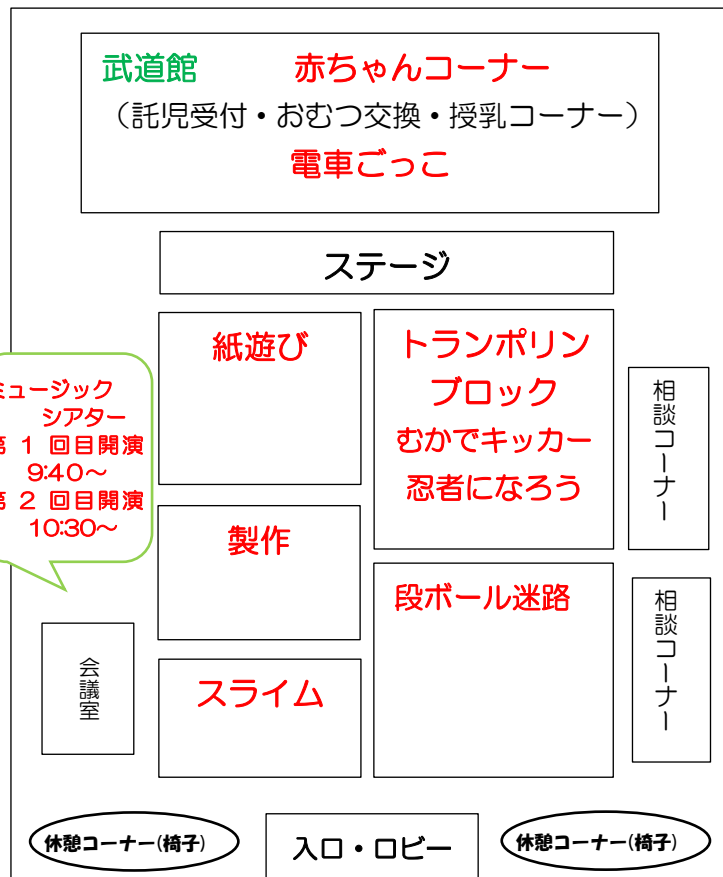 武道館 赤ちゃんコーナー
（託児受付・おむつ交換・授乳コーナー）
電車ごっこ
ステージ
紙遊び
トランポリン
ブロック
むかでキッカー
忍者になろう
相談コーナー
ミュージック
シアター
第 1 回目開演
9:40～
第 2 回目開演
10:30～
製作
段ボール迷路
相談コーナー
会議室
スライム
休憩コーナー(椅子)
入口・ロビー
休憩コーナー(椅子)